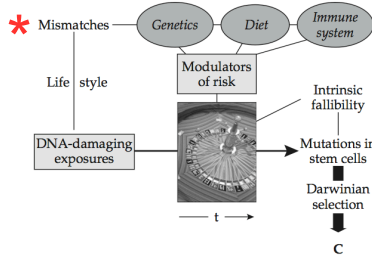 Mismatches
Genetics
Diet
Immune
system
Modulators
of risk
Life style
Intrinsic
fallibility
DNA-damaging
exposures
Mutations in
stem cells
Darwinian
selection
t
C